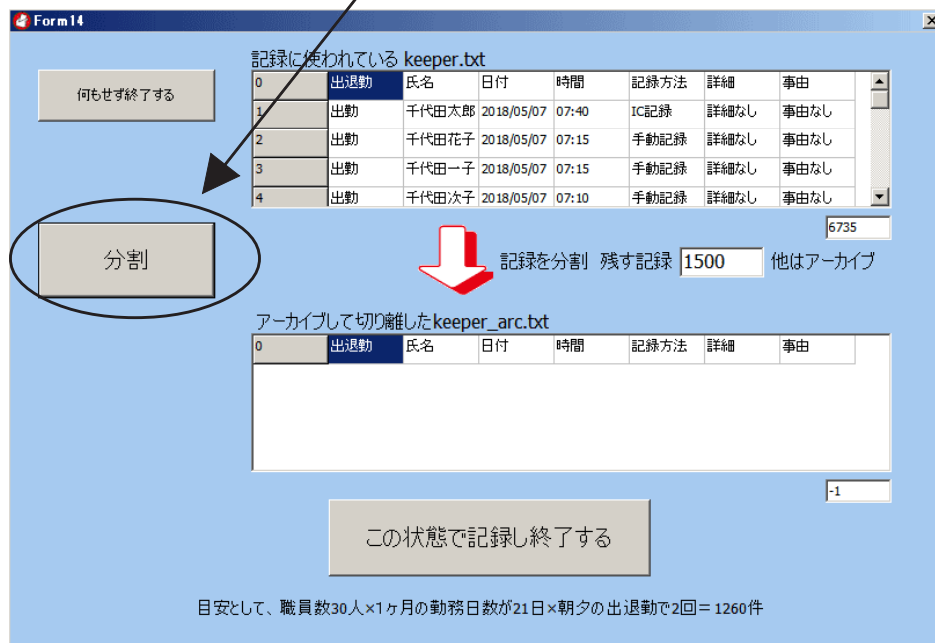 Form14
何もせず終了する
記録に使われている keeper.txt
0 出退勤 氏名 日付 時間 記録方法 詳細 事由
1 出勤 千代田太郎 2018/05/07 07:40 IC記録 詳細なし 事由なし
2 出勤 千代田花子 2018/05/07 07:15 手動記録 詳細なし 事由なし
3 出勤 千代田一子 2018/05/07 07:15 手動記録 詳細なし 事由なし
4 出勤 千代田次子 2018/05/07 07:10 手動記録 詳細なし 事由なし
6735
分割
記録を分割 残す記録 1500 他はアーカイブ
アーカイブして切り離したkeeper_arc.txt
0 出退勤 氏名 日付 時間 記録方法 詳細 事由
-1
この状態で記録し終了する
目安として、職員数30人×1ヶ月の勤務日数が21日×朝夕の出退勤で2回＝1260件